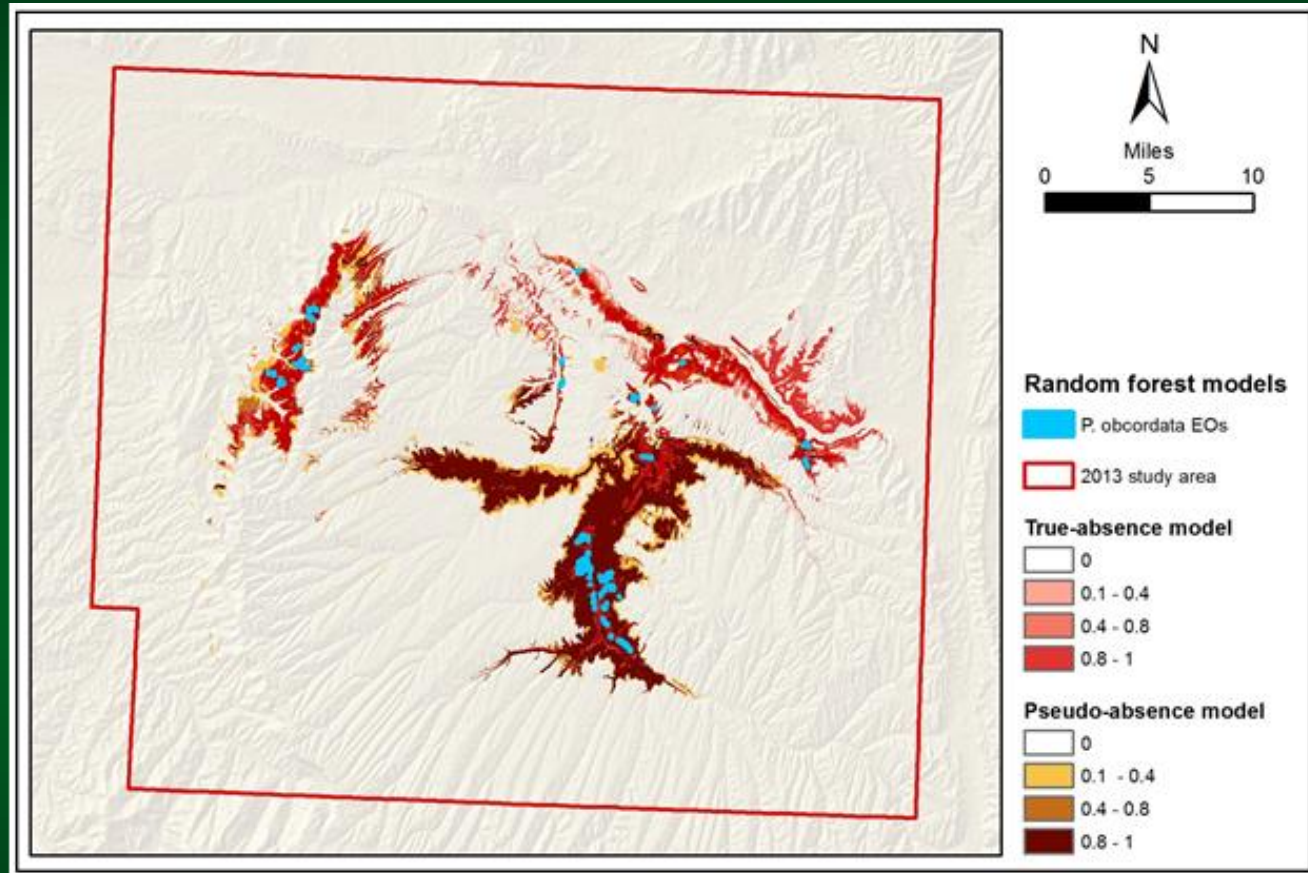 N
Miles
0 5 10
Random forest models
P. obcordata EOs
2013 study area
True-absence model
0
0.1 - 0.4
0.4 - 0.8
0.8 - 1
Pseudo-absence model
0
0.1 - 0.4
0.4 - 0.8
0.8 - 1